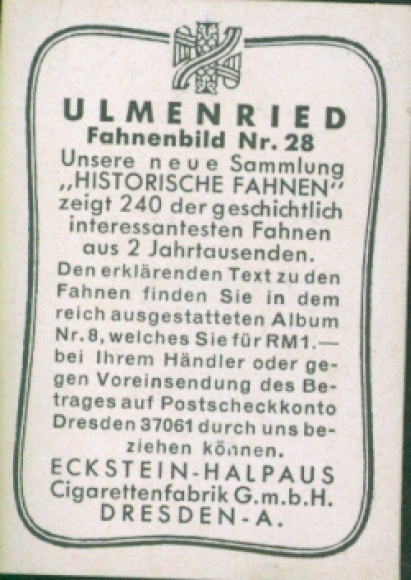 ULMENRIED
Fahnenbild Nr. 28
Unsere neue Sammlung
„HISTORISCHE FAHNEN“
zeigt 240 der geschichtlich
interessantesten Fahnen
aus 2 Jahrtausenden.
Den erklärenden Text zu den
Fahnen finden Sie in dem
reich ausgestatteten Album
Nr. 8, welches Sie für RM1.—
bei Ihrem Händler oder ge-
gen Voreinsendung des Be-
trages auf Postscheckkonto
Dresden 37061 durch uns be-
ziehen können.
ECKSTEIN-HALPAUS
Cigarettenfabrik G.m.b.H.
DRESDEN-A.